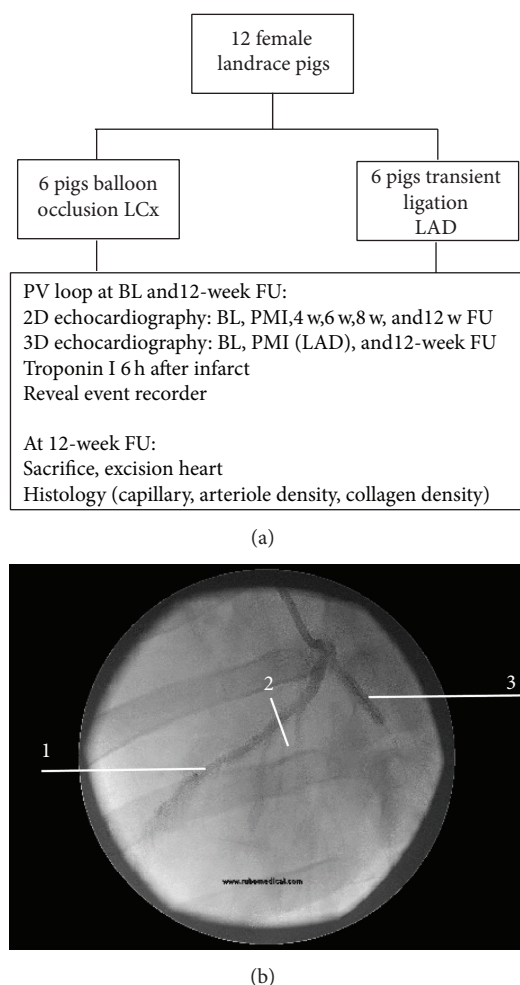 12 female
landrace pigs
6 pigs balloon
occlusion LCx
6 pigs transient
ligation
LAD
PV loop at BL and12-week FU:
2D echocardiography: BL, PMI,4 w,6 w,8 w, and12 w FU
3D echocardiography: BL, PMI (LAD), and12-week FU
Troponin I 6 h after infarct
Reveal event recorder
At 12-week FU:
Sacrifice, excision heart
Histology (capillary, arteriole density, collagen density)
(a)
1
2
3
www.rubomedical.com
(b)